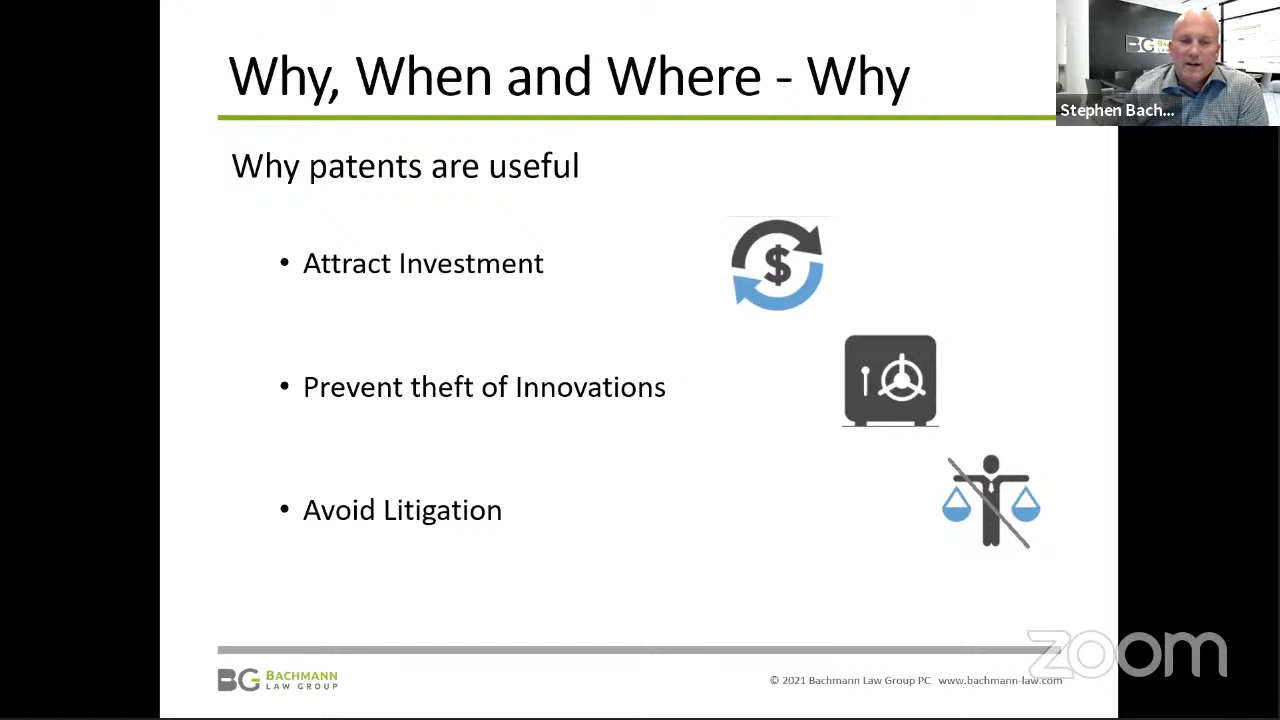 Why, When and Where - Why
Stephen Bach...
Why patents are useful
• Attract Investment
$
• Prevent theft of Innovations
• Avoid Litigation
BG BACHMANN
LAW GROUP
© 2021 Bachmann Law Group PC www.bachmann-law.com
zoom